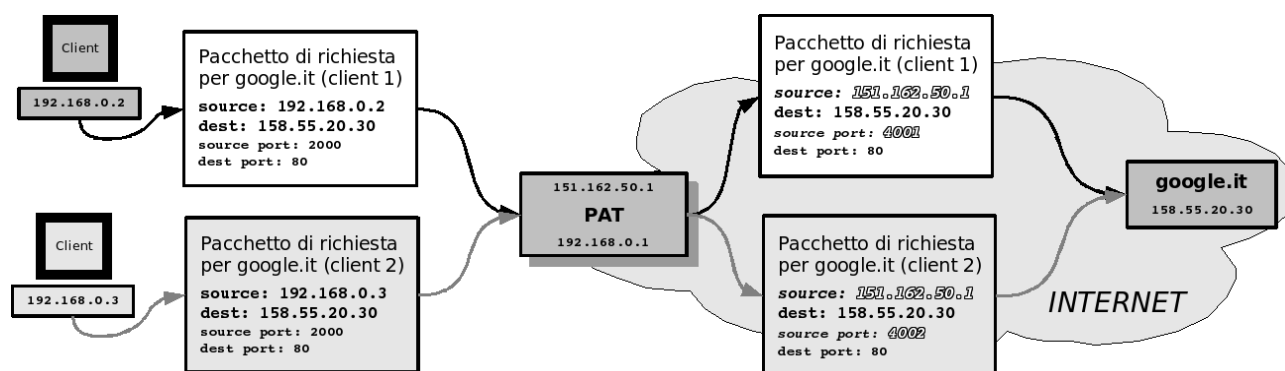 Client
192.168.0.2
Pacchetto di richiesta
per google.it (client 1)
source: 192.168.0.2
dest: 158.55.20.30
source port: 2000
dest port: 80
Client
192.168.0.3
Pacchetto di richiesta
per google.it (client 2)
source: 192.168.0.3
dest: 158.55.20.30
source port: 2000
dest port: 80
151.162.50.1
PAT
192.168.0.1
Pacchetto di richiesta
per google.it (client 1)
source: 151.162.50.1
dest: 158.55.20.30
source port: 4001
dest port: 80
Pacchetto di richiesta
per google.it (client 2)
source: 151.162.50.1
dest: 158.55.20.30
source port: 4002
dest port: 80
google.it
158.55.20.30
INTERNET